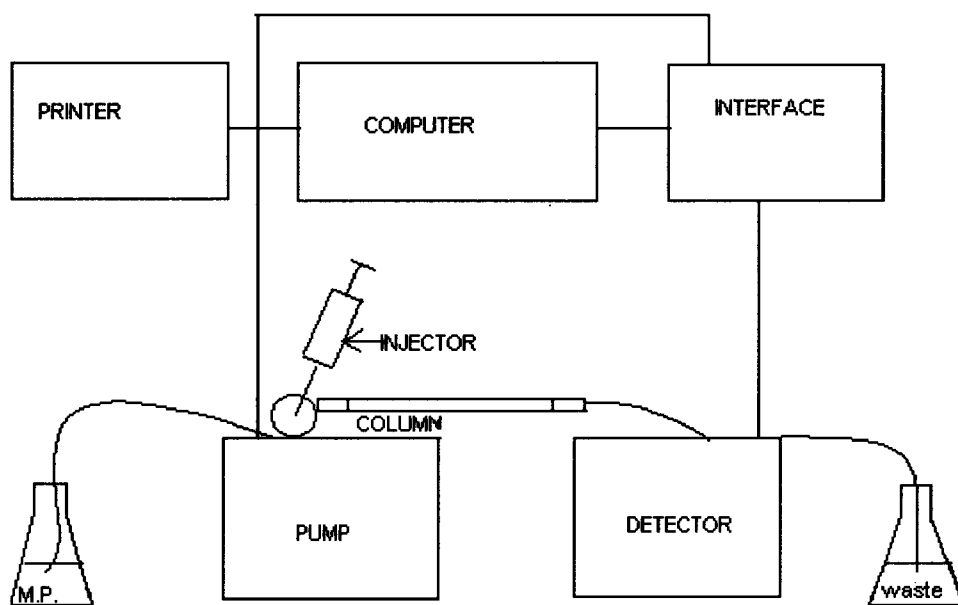 PRINTER
COMPUTER
INTERFACE
INJECTOR
COLUMN
PUMP
DETECTOR
M.P.
waste